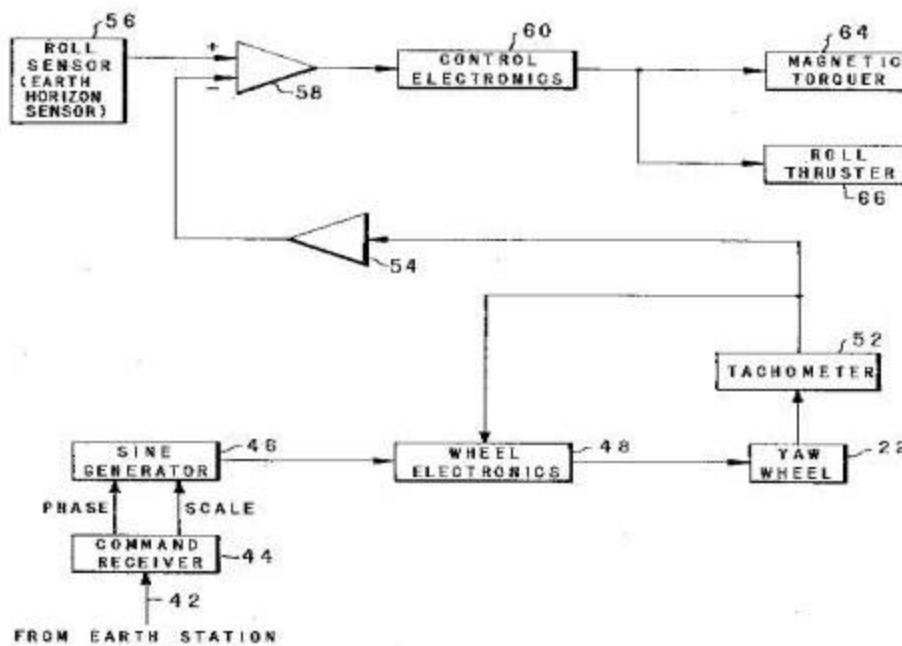 56
ROLL
SENSOR
(EARTH
HORIZON
SENSOR)
+
−
58
60
CONTROL
ELECTRONICS
64
MAGNETIC
TORQUER
ROLL
THRUSTER
66
54
52
TACHOMETER
SINE
GENERATOR
46
WHEEL
ELECTRONICS
48
YAW
WHEEL
22
PHASE
SCALE
COMMAND
RECEIVER
44
42
FROM EARTH STATION